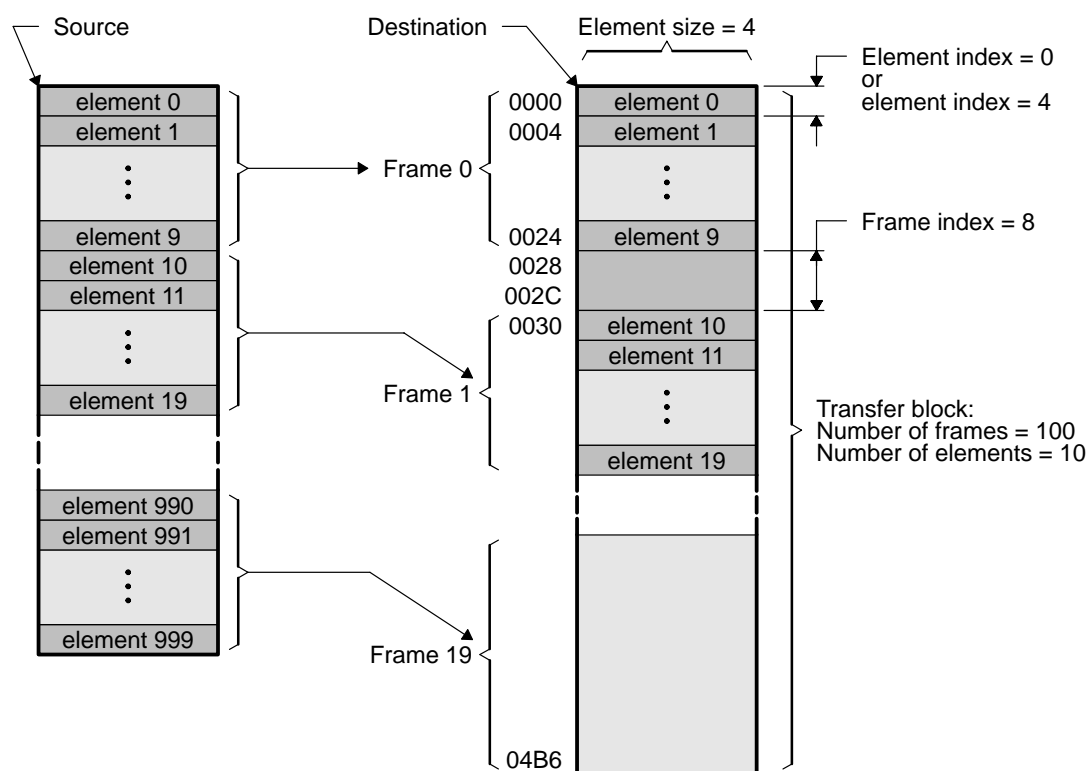 Source
Destination
Element size = 4
Element index = 0
or
element index = 4
element 0
element 1
element 9
element 10
element 11
element 19
element 990
element 991
element 999
Frame 0
Frame 1
Frame 19
0000
0004
0024
0028
002C
0030
04B6
element 0
element 1
element 9
element 10
element 11
element 19
Frame index = 8
Transfer block:
Number of frames = 100
Number of elements = 10